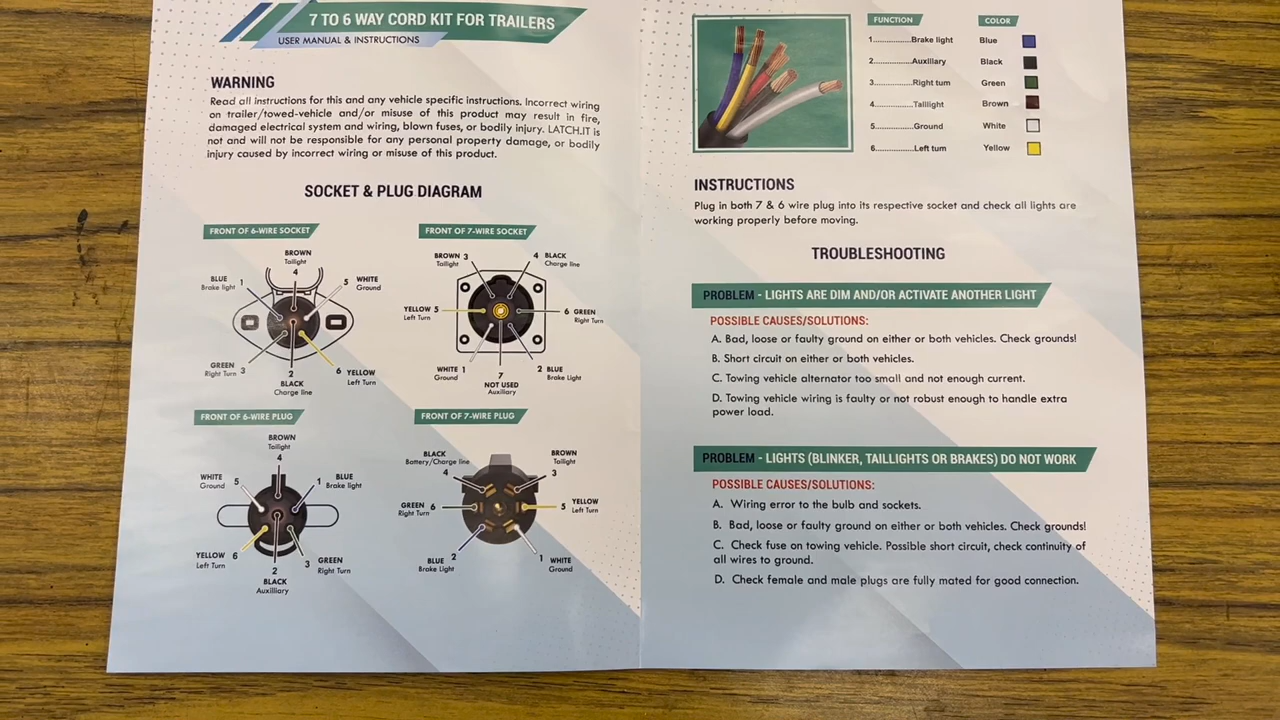 7 TO 6 WAY CORD KIT FOR TRAILERS
USER MANUAL & INSTRUCTIONS
WARNING
Read all instructions for this and any vehicle specific instructions. Incorrect wiring
on trailer/towed-vehicle and/or misuse of this product may result in fire,
damaged electrical system and wiring, blown fuses, or bodily injury. LATCH.IT is
not and will not be responsible for any personal property damage, or bodily
injury caused by incorrect wiring or misuse of this product.
SOCKET & PLUG DIAGRAM
FRONT OF 6-WIRE SOCKET
BROWN
Tailight
4
BLUE
Brake light
1
5
WHITE
Ground
GREEN
Right Turn
3
2
BLACK
Charge line
6
YELLOW
Left Turn
FRONT OF 7-WIRE SOCKET
BROWN 3
Tailight
4 BLACK
Charge line
YELLOW 5
Left Turn
6 GREEN
Right Turn
WHITE 1
Ground
7
NOT USED
Auxiliary
2 BLUE
Brake Light
FRONT OF 6-WIRE PLUG
BROWN
Tailight
4
WHITE
Ground
5
1
BLUE
Brake light
YELLOW
Left Turn
6
2
BLACK
Auxilliary
3
GREEN
Right Turn
FRONT OF 7-WIRE PLUG
BLACK
Battery/Charge line
4
BROWN
Tailight
3
GREEN 6
Right Turn
5
YELLOW
Left Turn
2
BLUE
Brake Light
1
WHITE
Ground
FUNCTION COLOR
1................Brake light Blue
2................Auxillary Black
3................Right turn Green
4................Taillight Brown
5................Ground White
6................Left turn Yellow
INSTRUCTIONS
Plug in both 7 & 6 wire plug into its respective socket and check all lights are
working properly before moving.
TROUBLESHOOTING
PROBLEM - LIGHTS ARE DIM AND/OR ACTIVATE ANOTHER LIGHT
POSSIBLE CAUSES/SOLUTIONS:
A. Bad, loose or faulty ground on either or both vehicles. Check grounds!
B. Short circuit on either or both vehicles.
C. Towing vehicle alternator too small and not enough current.
D. Towing vehicle wiring is faulty or not robust enough to handle extra
power load.
PROBLEM - LIGHTS (BLINKER, TAILLIGHTS OR BRAKES) DO NOT WORK
POSSIBLE CAUSES/SOLUTIONS:
A. Wiring error to the bulb and sockets.
B. Bad, loose or faulty ground on either or both vehicles. Check grounds!
C. Check fuse on towing vehicle. Possible short circuit, check continuity of
all wires to ground.
D. Check female and male plugs are fully mated for good connection.